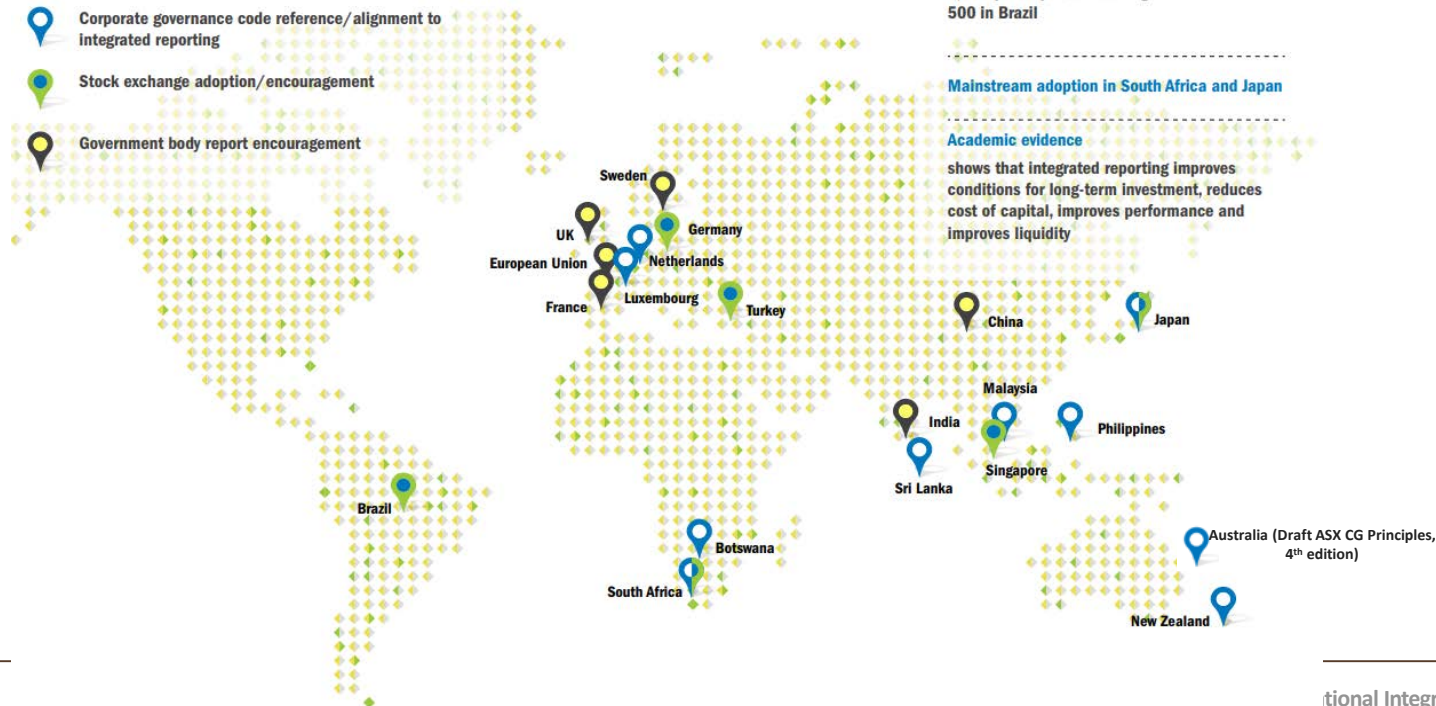 Corporate governance code reference/alignment to
integrated reporting
Stock exchange adoption/encouragement
Government body report encouragement
500 in Brazil
Mainstream adoption in South Africa and Japan
Academic evidence
shows that integrated reporting improves
conditions for long-term investment, reduces
cost of capital, improves performance and
improves liquidity
Sweden
UK
Germany
European Union
Netherlands
France
Luxembourg
Turkey
China
Japan
Malaysia
India
Philippines
Singapore
Sri Lanka
Brazil
Botswana
Australia (Draft ASX CG Principles,
4th edition)
South Africa
New Zealand
tional Integr